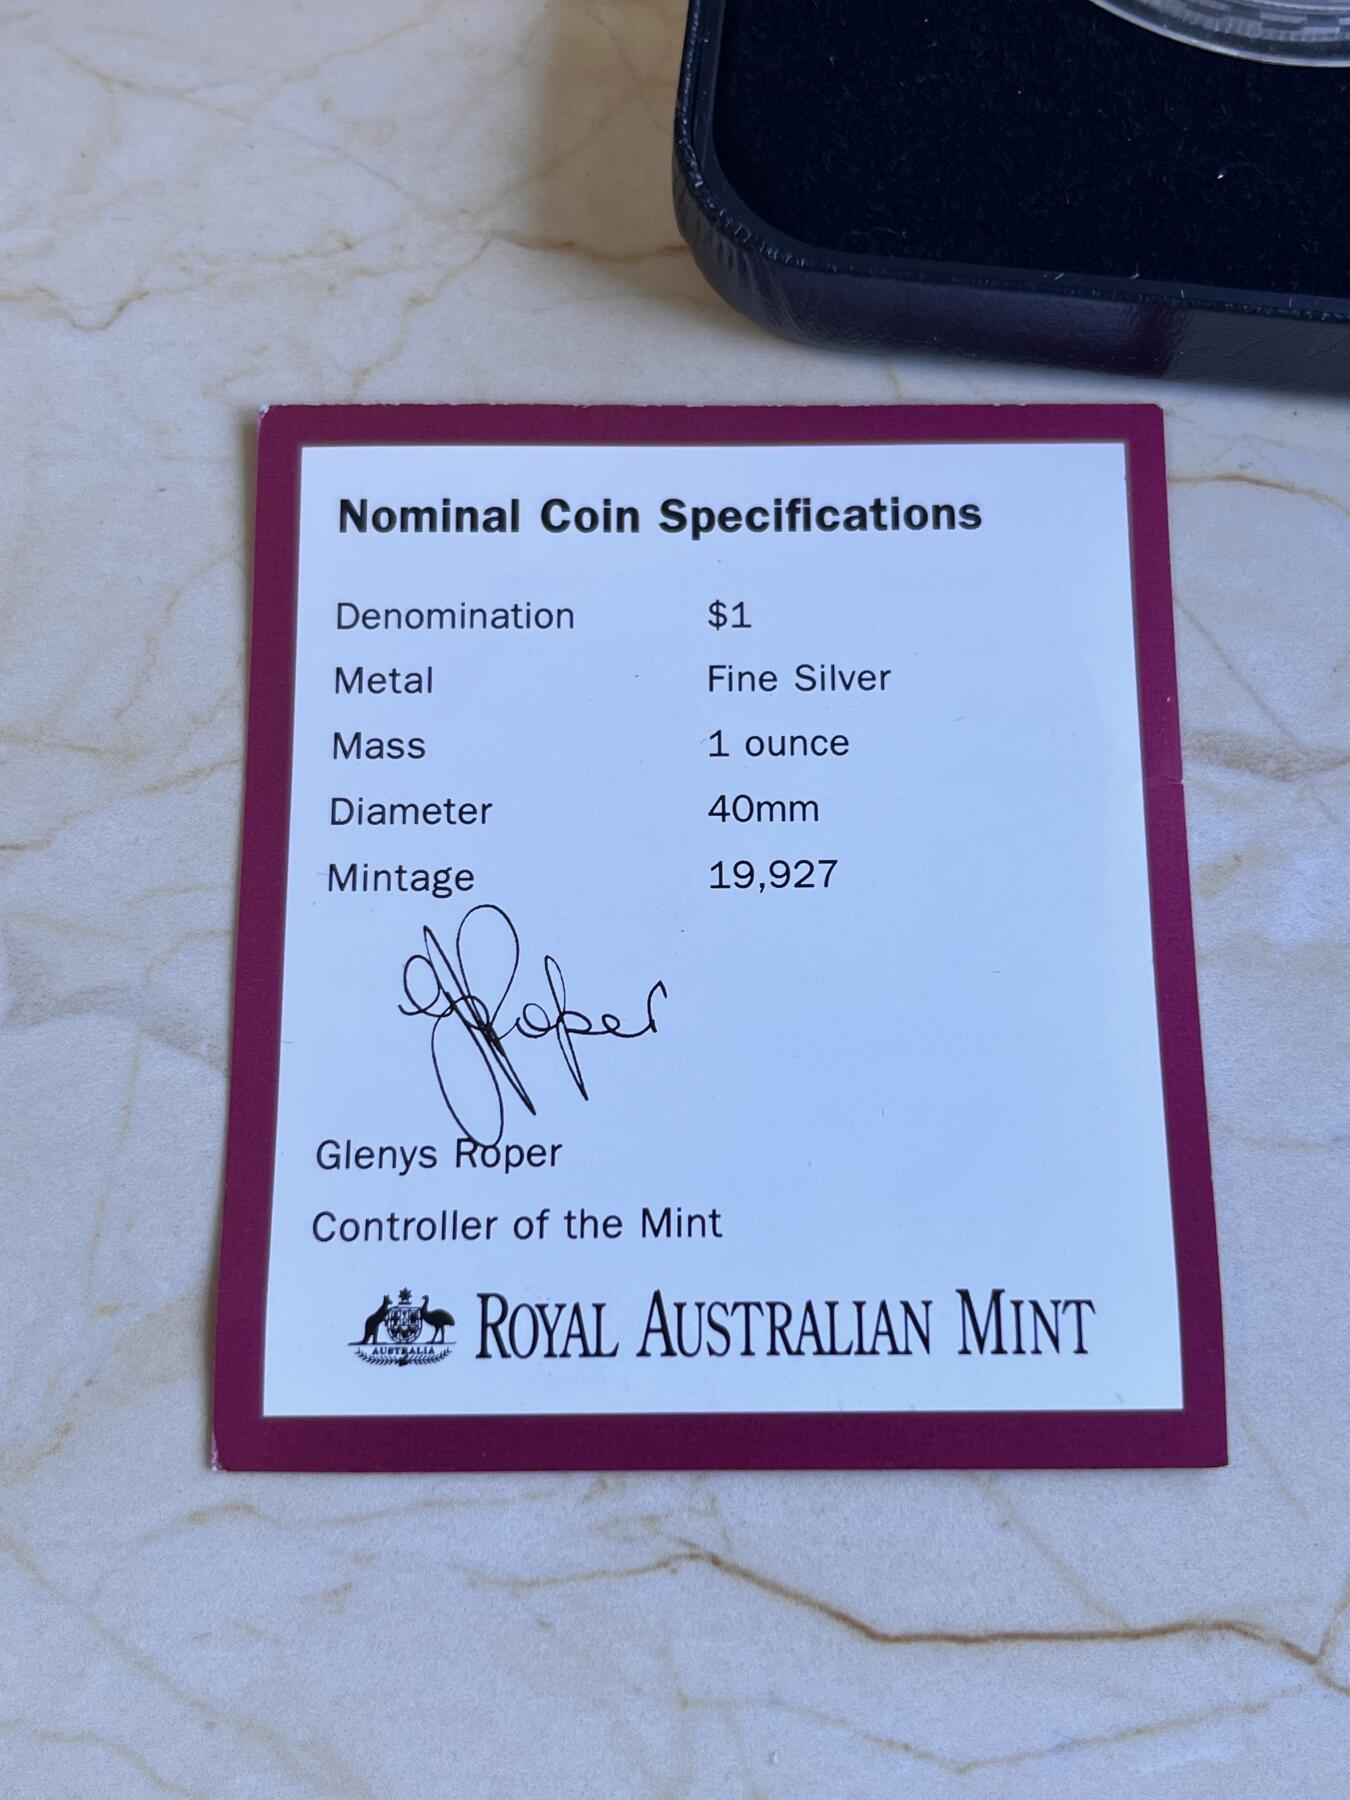 Nominal Coin Specifications
Denomination $1
Metal Fine Silver
Mass 1 ounce
Diameter 40mm
Mintage 19,927
G Roper
Glenys Roper
Controller of the Mint
AUSTRALIA
ROYAL AUSTRALIAN MINT